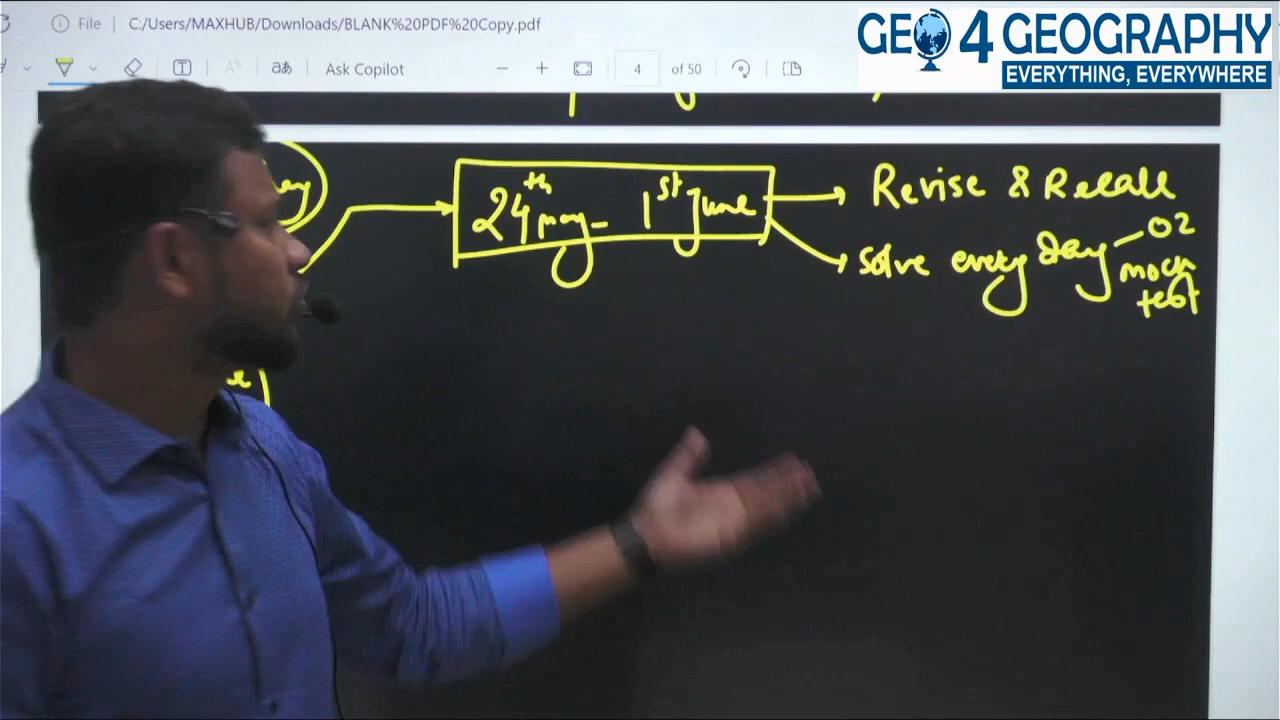 File C:/Users/MAXHUB/Downloads/BLANK%20PDF%20Copy.pdf
GEO 4 GEOGRAPHY
EVERYTHING, EVERYWHERE
Ask Copilot 4 of 50
24th may - 1st June
Revise & Recall
Solve every day - 02
mock
test